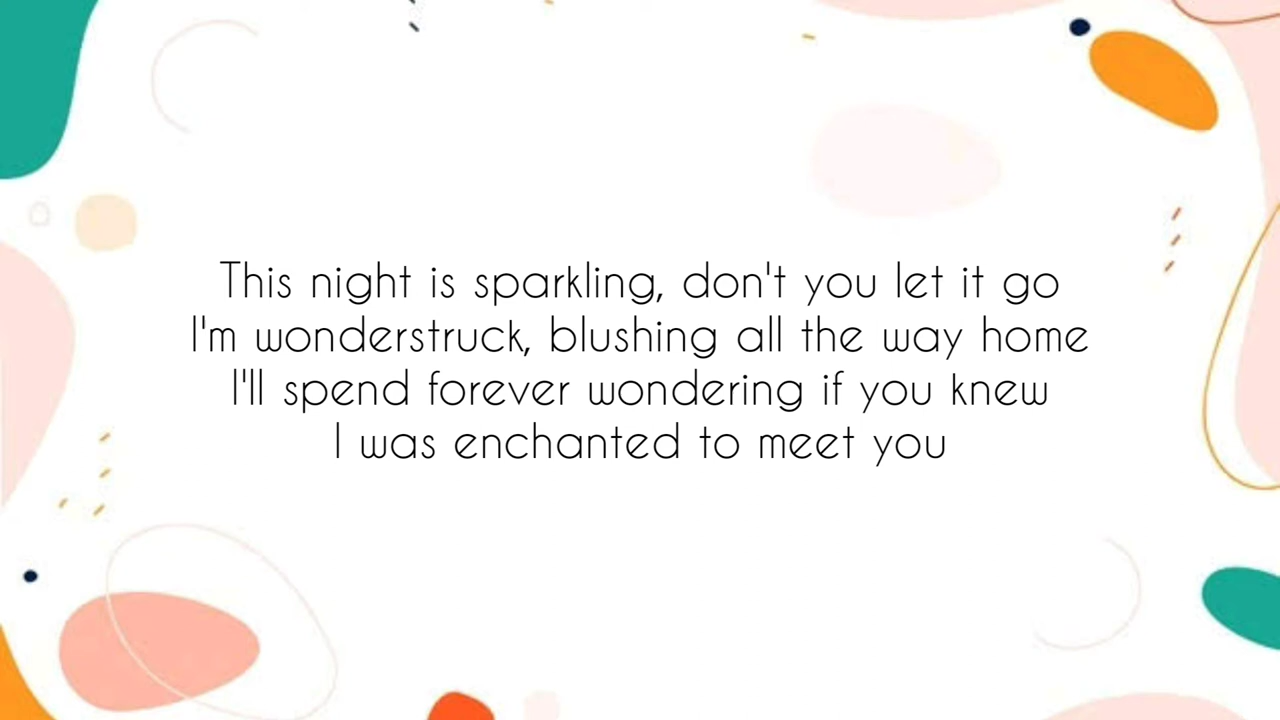 This night is sparkling, don't you let it go
I'm wonderstruck, blushing all the way home
I'll spend forever wondering if you knew
I was enchanted to meet you